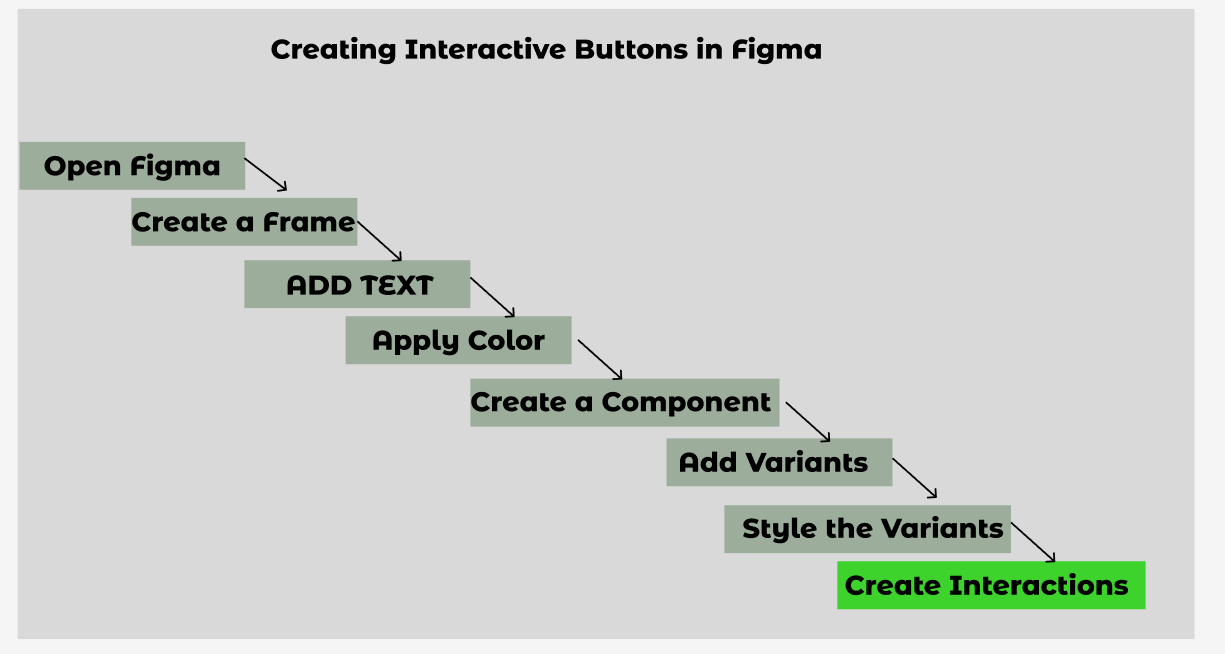 Creating Interactive Buttons in Figma
Open Figma
Create a Frame
ADD TEXT
Apply Color
Create a Component
Add Variants
Style the Variants
Create Interactions